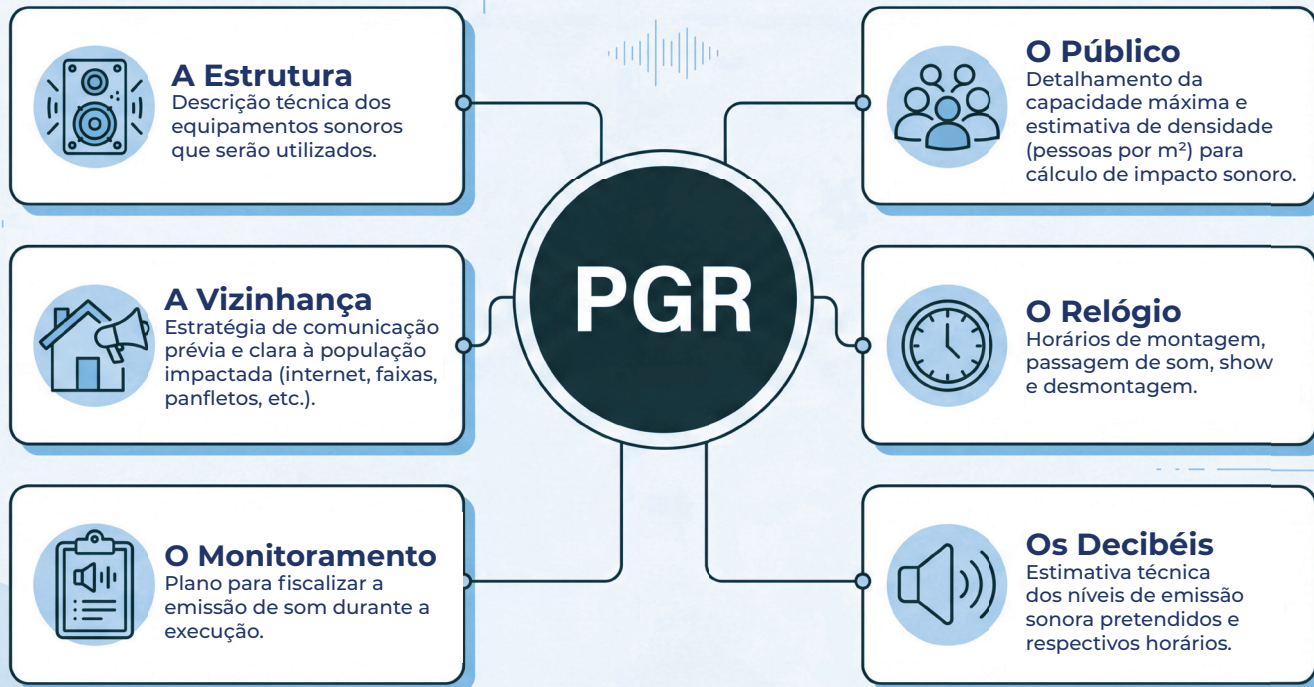 A Estrutura
Descrição técnica dos
equipamentos sonoros
que serão utilizados.
A Vizinhança
Estratégia de comunicação
prévia e clara à população
impactada (internet, faixas,
panfletos, etc.).
O Monitoramento
Plano para fiscalizar a
emissão de som durante a
execução.
PGR
O Público
Detalhamento da
capacidade máxima e
estimativa de densidade
(pessoas por m²) para
cálculo de impacto sonoro.
O Relógio
Horários de montagem,
passagem de som, show
e desmontagem.
Os Decibéis
Estimativa técnica
dos níveis de emissão
sonora pretendidos e
respectivos horários.